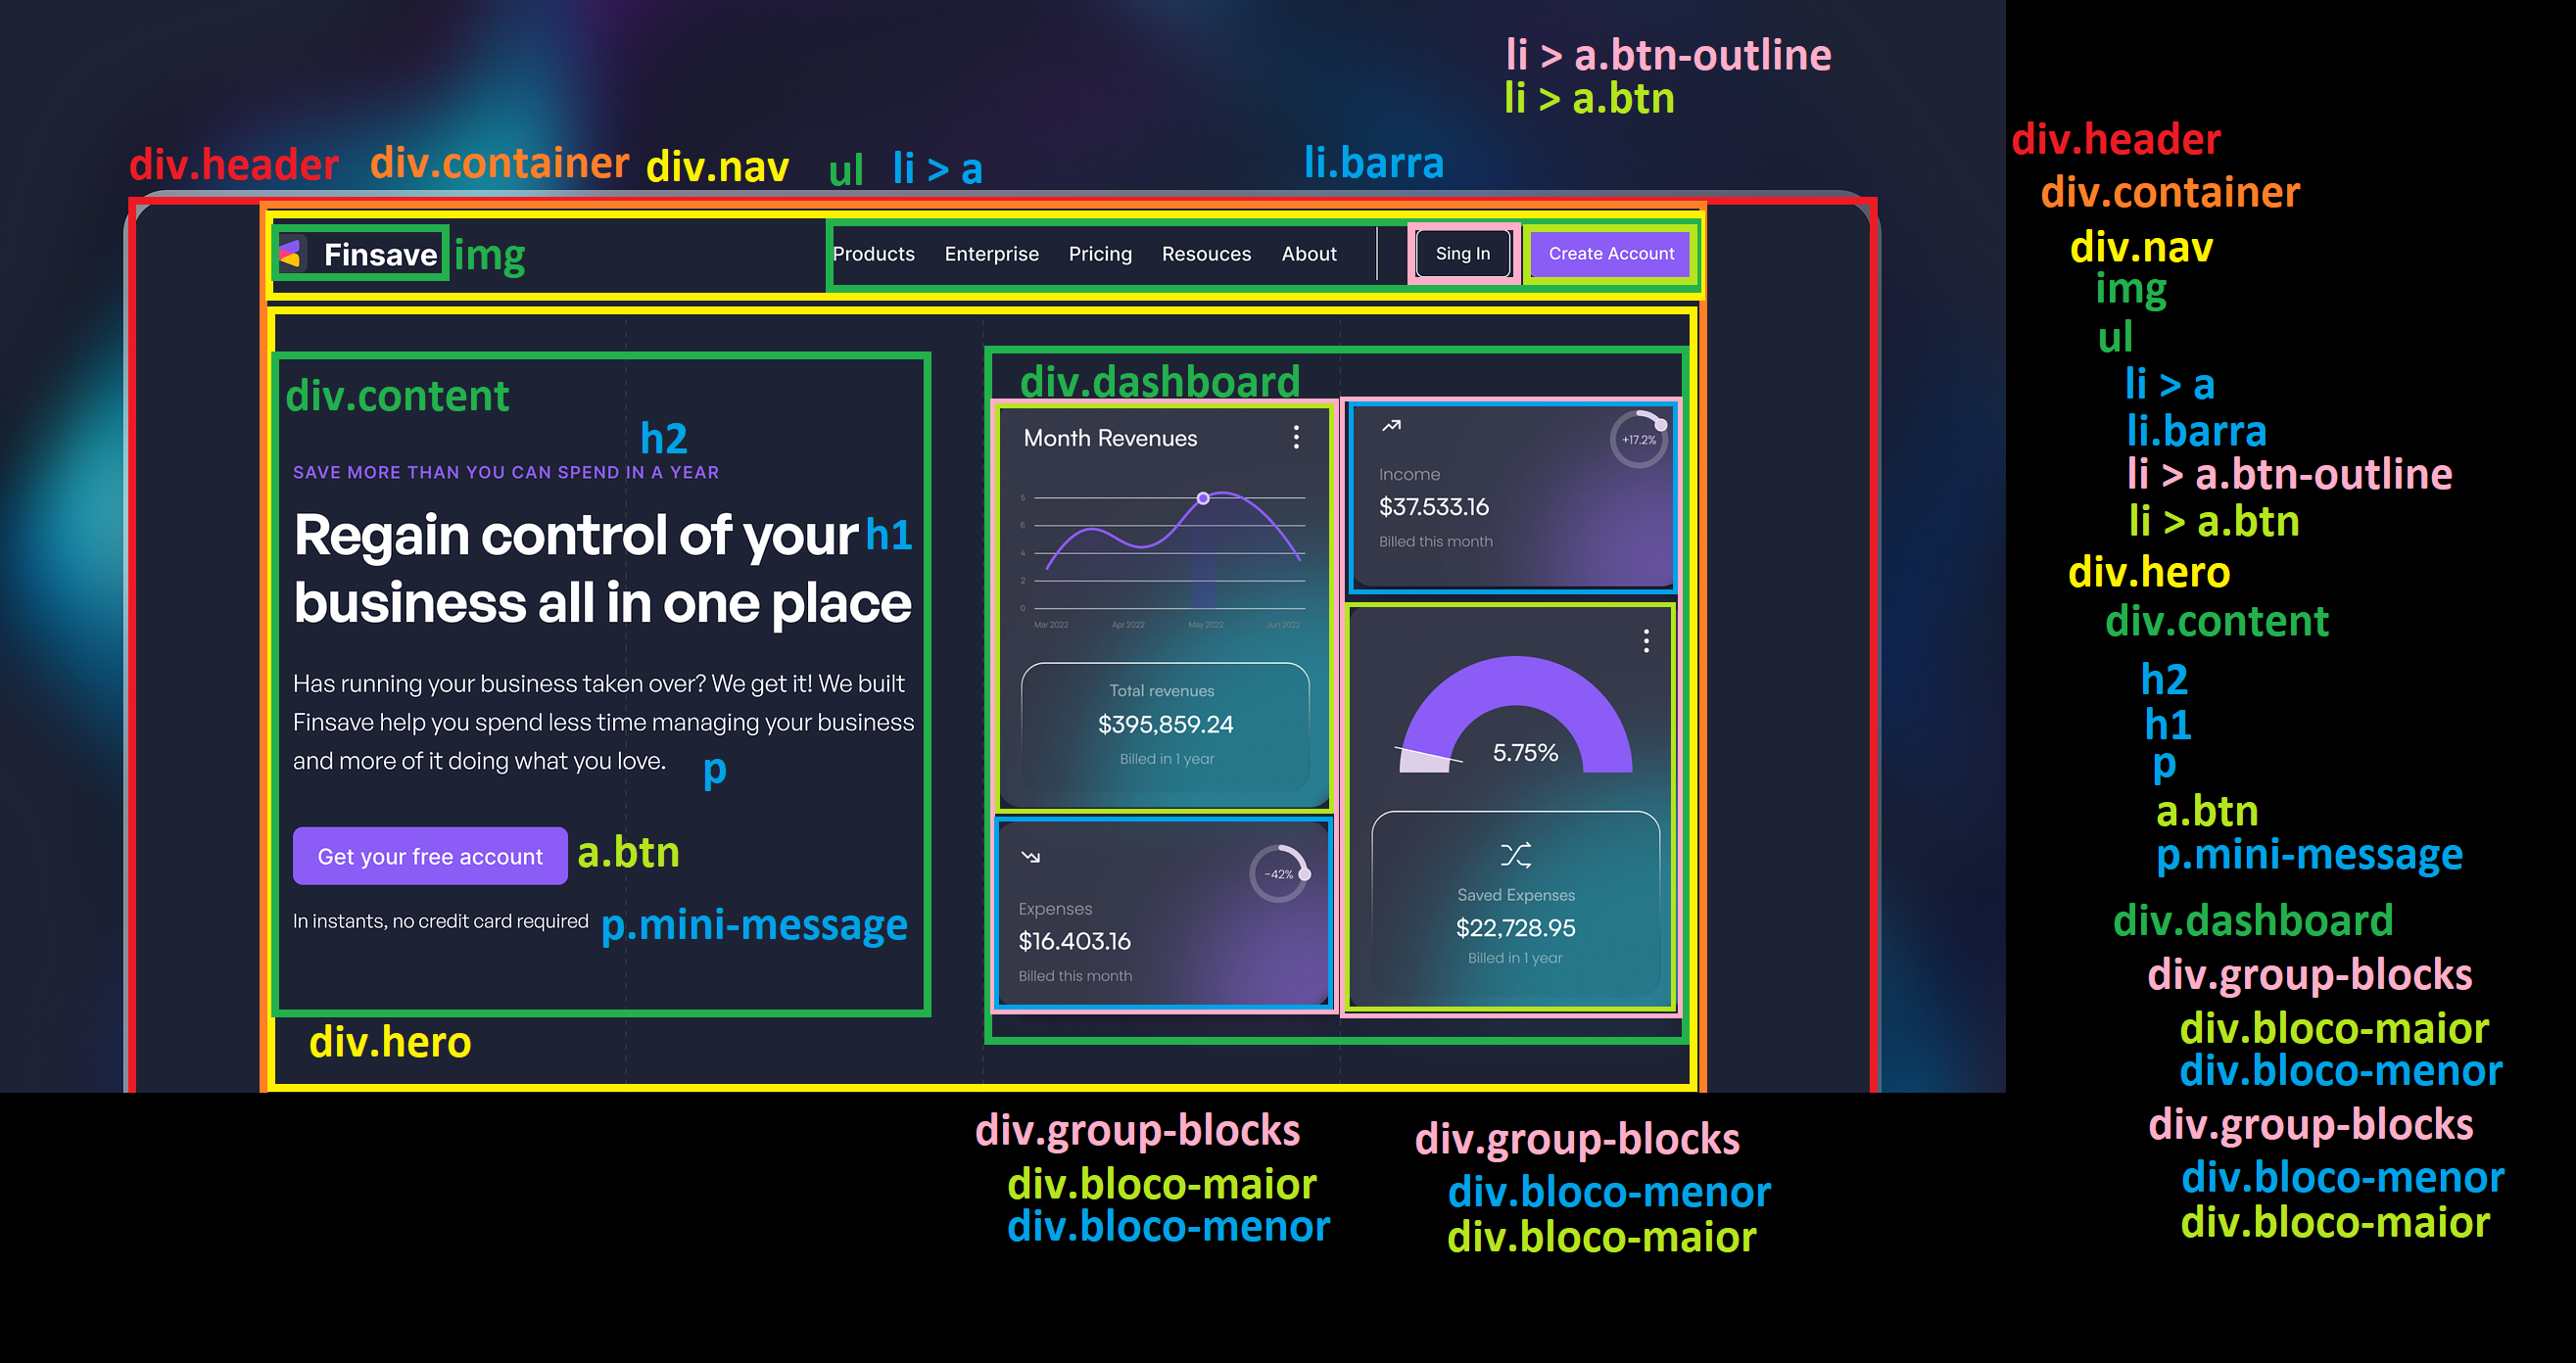 li > a.btn-outline
li > a.btn
div.header
div.container
div.nav
ul
li > a
li.barra
Finsave
img
Products
Enterprise
Pricing
Resouces
About
Sing In
Create Account
div.content
h2
SAVE MORE THAN YOU CAN SPEND IN A YEAR
Regain control of your
h1
business all in one place
Has running your business taken over? We get it! We built
Finsave help you spend less time managing your business
and more of it doing what you love.
p
Get your free account
a.btn
In instants, no credit card required
p.mini-message
div.hero
div.dashboard
Month Revenues
5
6
4
2
0
Mar 2022
Apr 2022
May 2022
Jun 2022
Total revenues
$395,859.24
Billed in 1 year
-42%
Expenses
$16.403.16
Billed this month
+17.2%
Income
$37.533.16
Billed this month
5.75%
Saved Expenses
$22,728.95
Billed in 1 year
div.group-blocks
div.bloco-maior
div.bloco-menor
div.group-blocks
div.bloco-menor
div.bloco-maior
div.header
div.container
div.nav
img
ul
li > a
li.barra
li > a.btn-outline
li > a.btn
div.hero
div.content
h2
h1
p
a.btn
p.mini-message
div.dashboard
div.group-blocks
div.bloco-maior
div.bloco-menor
div.group-blocks
div.bloco-menor
div.bloco-maior